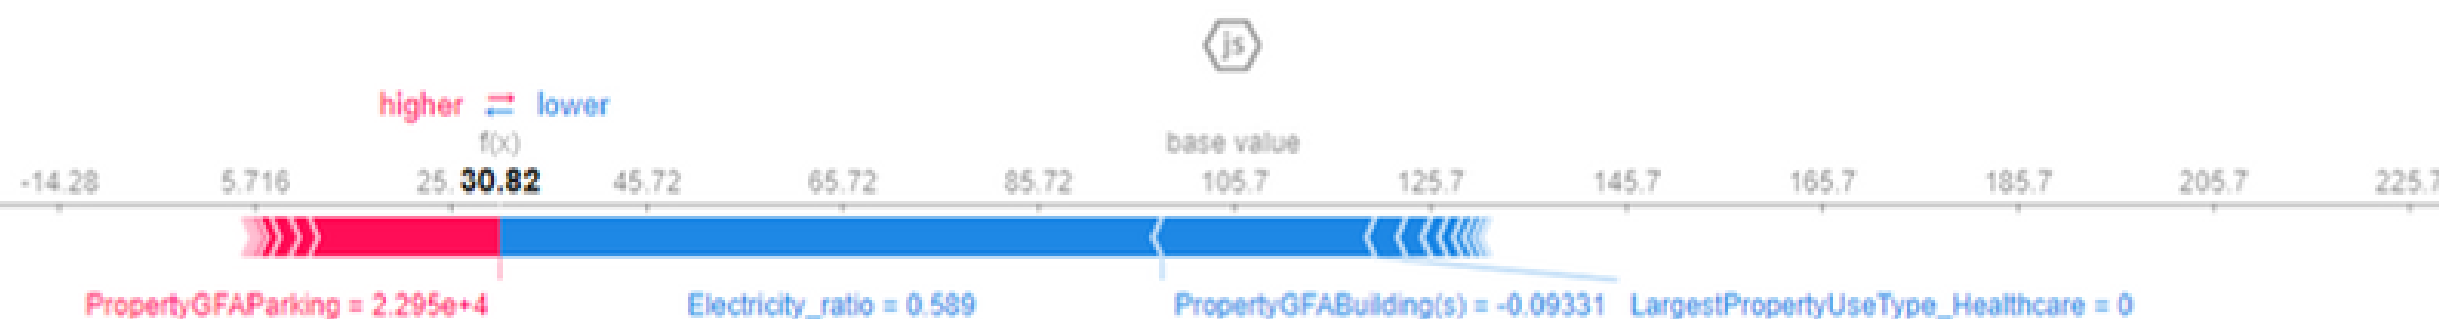 js
higher ⇄ lower
f(x) base value
-14.28 5.716 25. 30.82 45.72 65.72 85.72 105.7 125.7 145.7 165.7 185.7 205.7 225.7
PropertyGFAParking = 2.295e+4 Electricity_ratio = 0.589 PropertyGFABuilding(s) = -0.09331 LargestPropertyUseType_Healthcare = 0